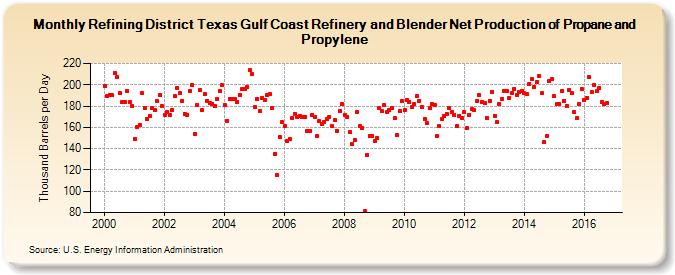 Monthly Refining District Texas Gulf Coast Refinery and Blender Net Production of Propane and
Propylene
Thousand Barrels per Day
220
200
180
160
140
120
100
80
2000 2002 2004 2006 2008 2010 2012 2014 2016
Source: U.S. Energy Information Administration